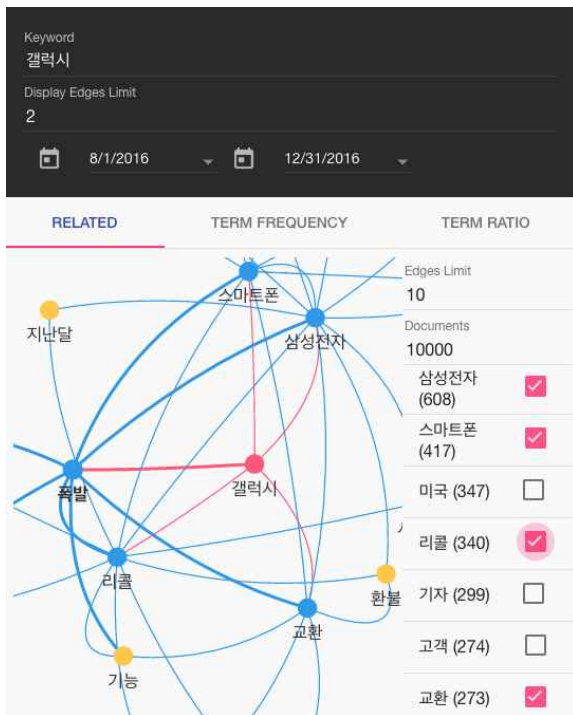 Keyword
갤럭시
Display Edges Limit
2
8/1/2016
12/31/2016
RELATED
TERM FREQUENCY
TERM RATIO
스마트폰
삼성전자
지난달
폭발
갤럭시
리콜
환불
교환
기능
Edges Limit
10
Documents
10000
삼성전자
(608)
스마트폰
(417)
미국 (347)
리콜 (340)
기자 (299)
고객 (274)
교환 (273)